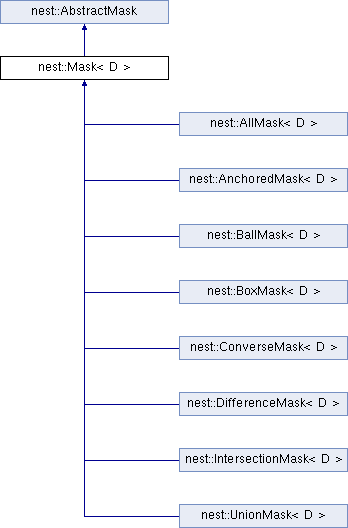 nest::AbstractMask
nest::Mask< D >
nest::AllMask< D >
nest::AnchoredMask< D >
nest::BallMask< D >
nest::BoxMask< D >
nest::ConverseMask< D >
nest::DifferenceMask< D >
nest::IntersectionMask< D >
nest::UnionMask< D >